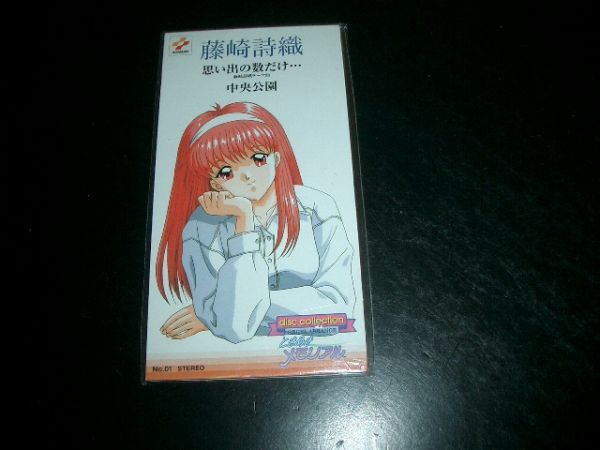 KONAMI
藤崎詩織
思い出の数だけ…
中央公園
disc collection
ときめき
メモリアル
No.01 STEREO